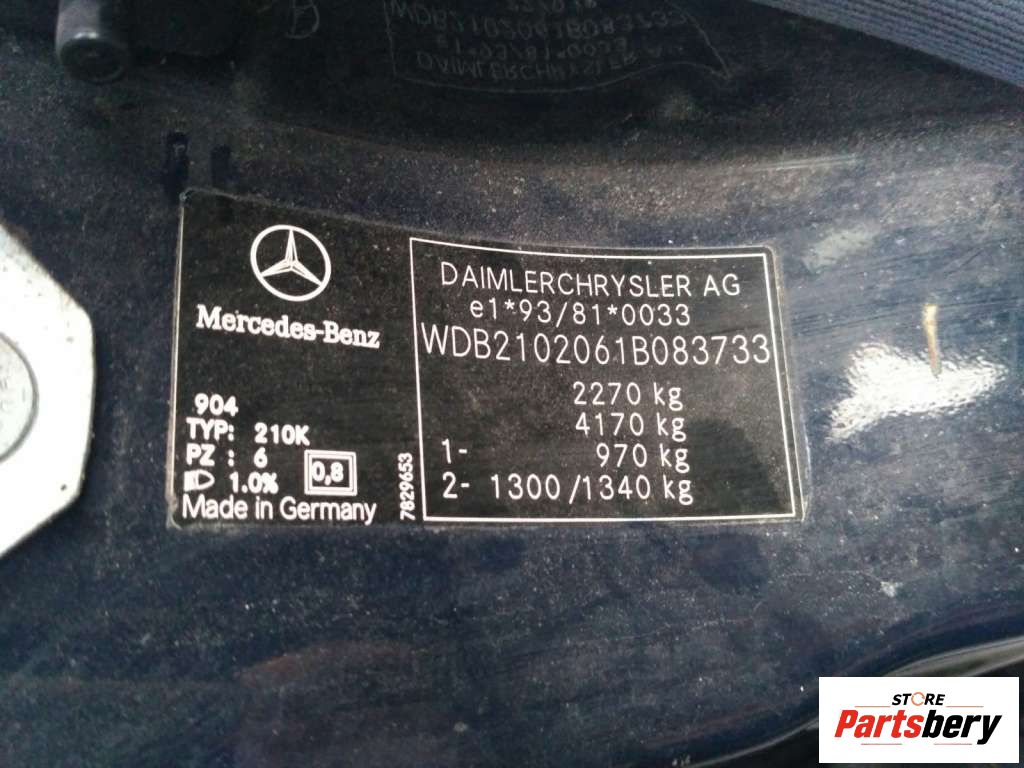 Mercedes-Benz
904
TYP: 210K
PZ : 6
0,8
1.0%
Made in Germany
7829653
DAIMLERCHRYSLER AG
e1*93/81*0033
WDB2102061B083733
2270 kg
4170 kg
1- 970 kg
2- 1300/1340 kg
STORE
Partsbery